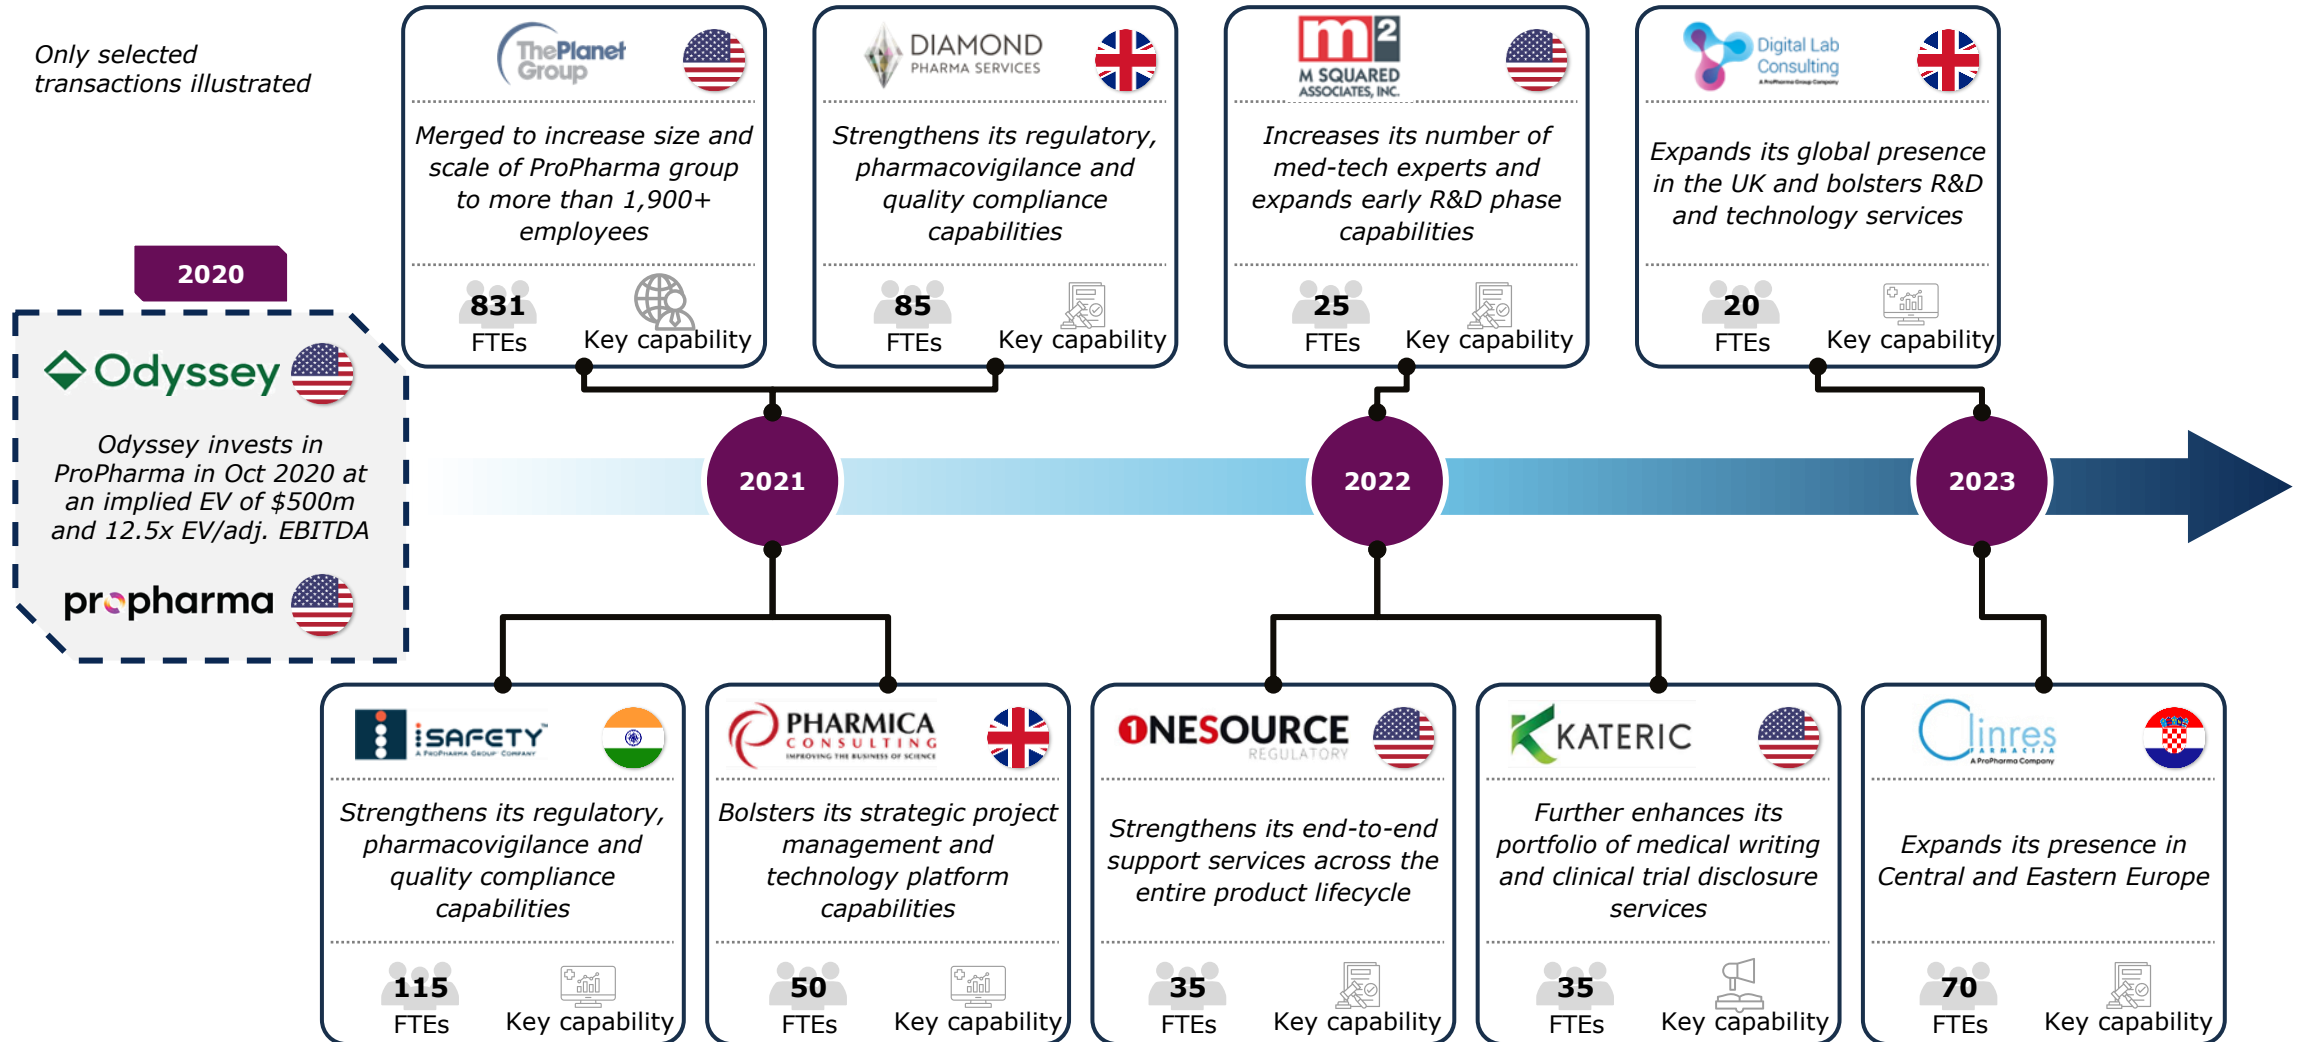 Only selected
transactions illustrated
ThePlanet
Group
Merged to increase size and
scale of ProPharma group
to more than 1,900+
employees
831
FTEs
Key capability
DIAMOND
PHARMA SERVICES
Strengthens its regulatory,
pharmacovigilance and
quality compliance
capabilities
85
FTEs
Key capability
m2
M SQUARED
ASSOCIATES, INC.
Increases its number of
med-tech experts and
expands early R&D phase
capabilities
25
FTEs
Key capability
Digital Lab
Consulting
A ProPharma Group Company
Expands its global presence
in the UK and bolsters R&D
and technology services
20
FTEs
Key capability
2020
Odyssey
Odyssey invests in
ProPharma in Oct 2020 at
an implied EV of $500m
and 12.5x EV/adj. EBITDA
propharma
2021
2022
2023
iSAFETY™
A PROPHARMA GROUP COMPANY
Strengthens its regulatory,
pharmacovigilance and
quality compliance
capabilities
115
FTEs
Key capability
PHARMICA
CONSULTING
IMPROVING THE BUSINESS OF SCIENCE
Bolsters its strategic project
management and
technology platform
capabilities
50
FTEs
Key capability
1NESOURCE
REGULATORY
Strengthens its end-to-end
support services across the
entire product lifecycle
35
FTEs
Key capability
KATERIC
Further enhances its
portfolio of medical writing
and clinical trial disclosure
services
35
FTEs
Key capability
Clinres
FARMACIJA
A ProPharma Company
Expands its presence in
Central and Eastern Europe
70
FTEs
Key capability